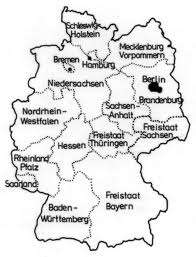 Schleswig-
Holstein
Mecklenburg
Vorpommern
Hamburg
Bremen
Niedersachsen
Berlin
Brandenburg
Sachsen-
Anhalt
Nordrhein-
Westfalen
Freistaat
Sachsen
Freistaat
Thüringen
Hessen
Rheinland
Pfalz
Saarland
Freistaat
Bayern
Baden-
Württemberg